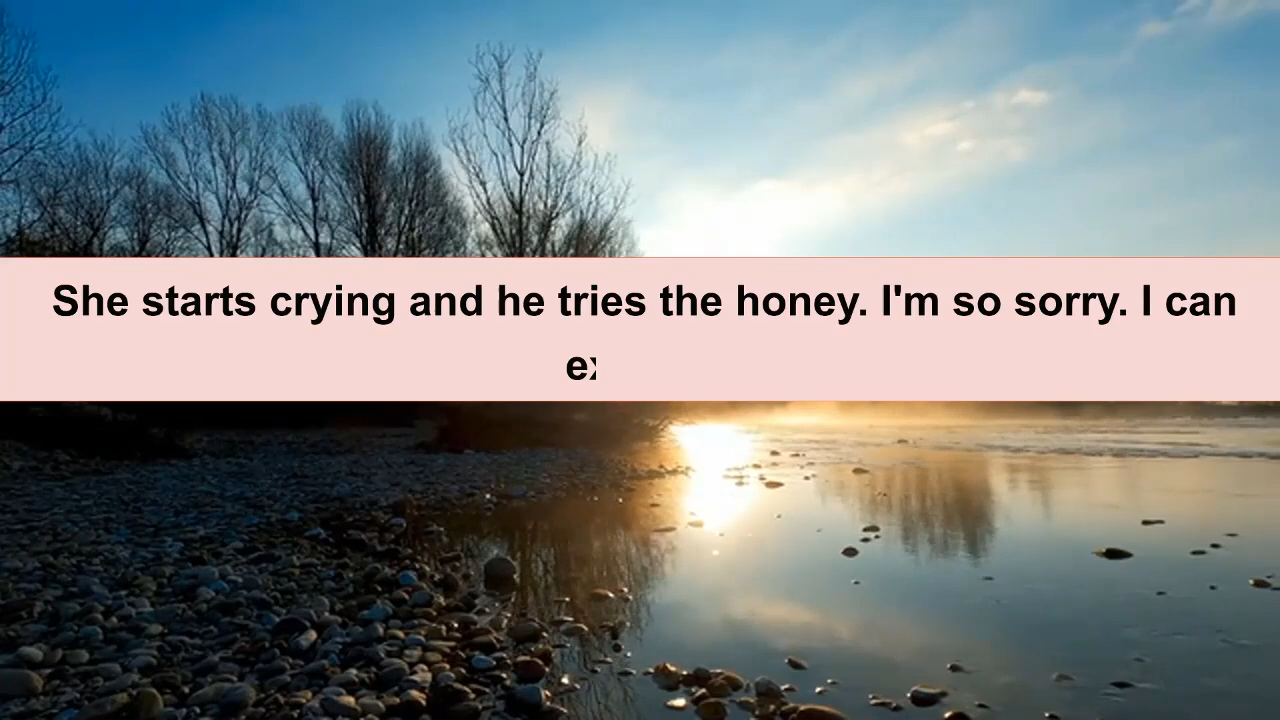 She starts crying and he tries the honey. I'm so sorry. I can